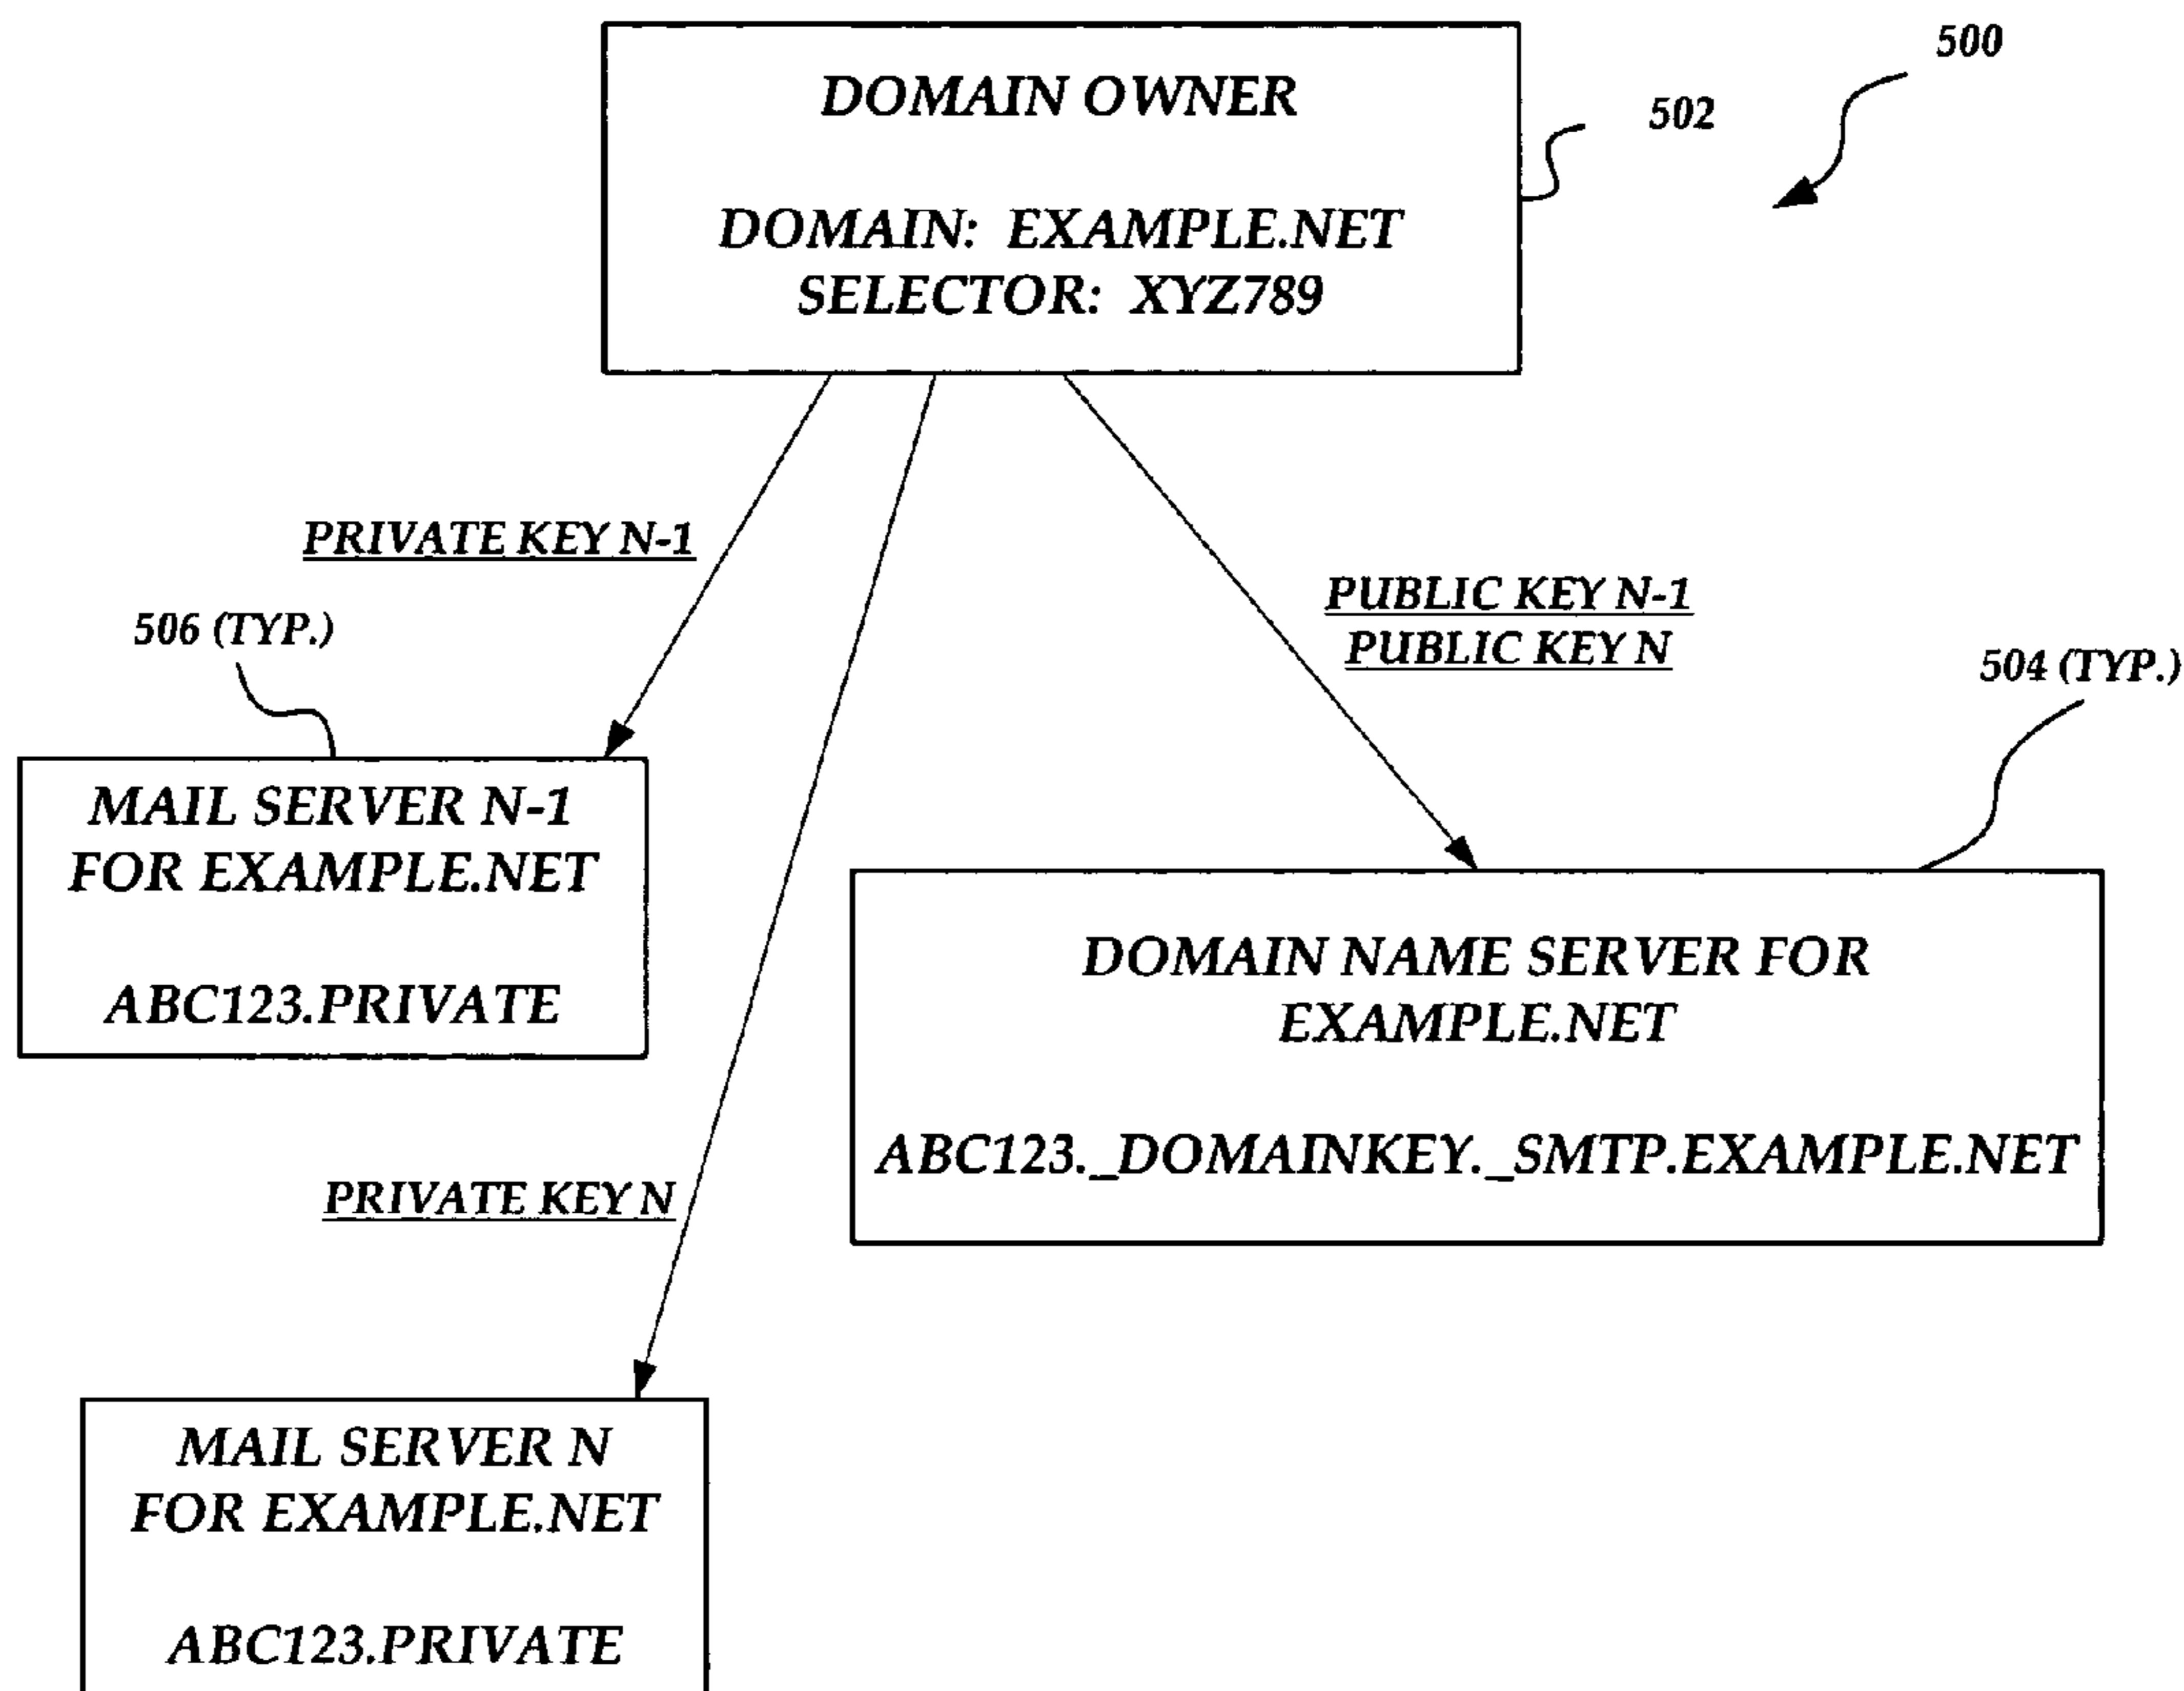 500
502
DOMAIN OWNER
DOMAIN: EXAMPLE.NET
SELECTOR: XYZ789
PRIVATE KEY N-1
PUBLIC KEY N-1
PUBLIC KEY N
506 (TYP.)
504 (TYP.)
MAIL SERVER N-1
FOR EXAMPLE.NET
ABC123.PRIVATE
DOMAIN NAME SERVER FOR
EXAMPLE.NET
ABC123._DOMAINKEY._SMTP.EXAMPLE.NET
PRIVATE KEY N
MAIL SERVER N
FOR EXAMPLE.NET
ABC123.PRIVATE